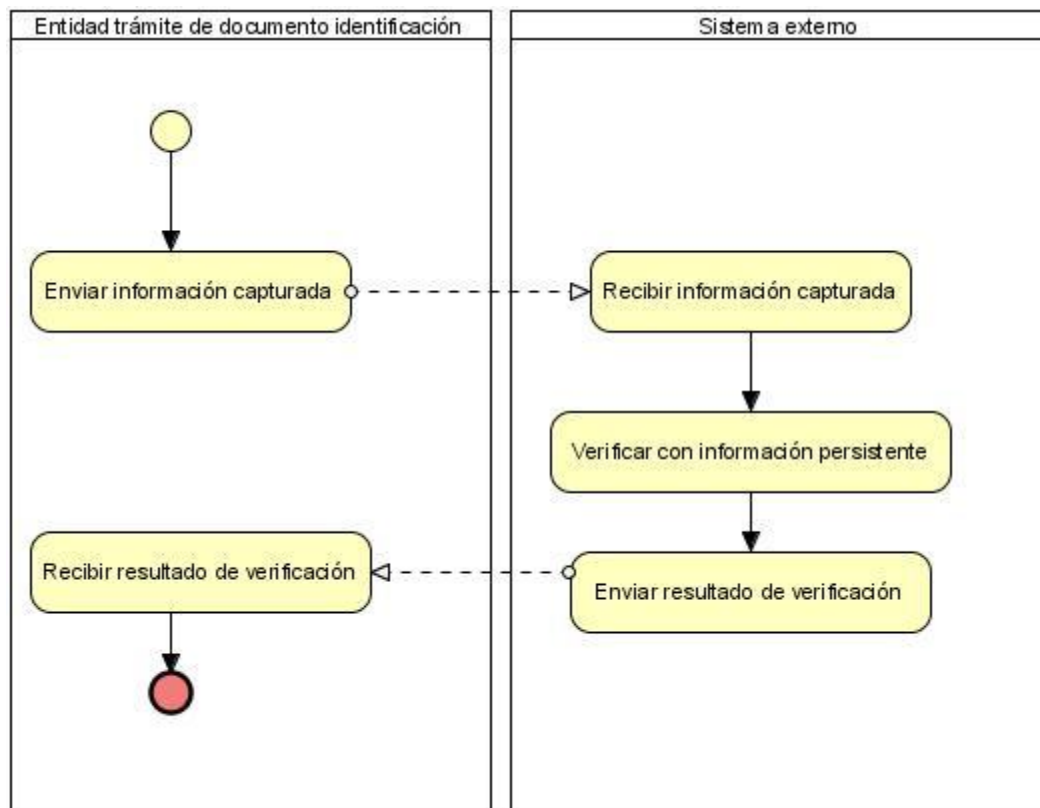 Entidad trámite de documento identificación
Sistema externo
Enviar información capturada
Recibir información capturada
Verificar con información persistente
Recibir resultado de verificación
Enviar resultado de verificación